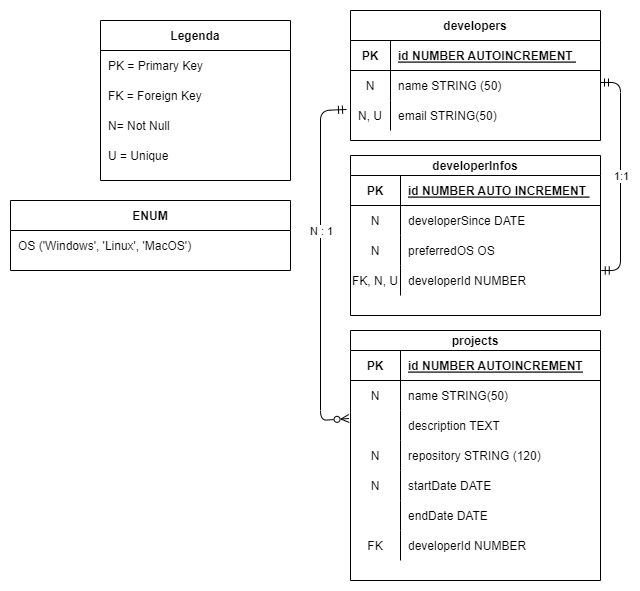 Legenda
PK = Primary Key
FK = Foreign Key
N= Not Null
U = Unique
ENUM
OS ('Windows', 'Linux', 'MacOS')
developers
PK id NUMBER AUTOINCREMENT
N name STRING (50)
N, U email STRING(50)
developerInfos
PK id NUMBER AUTO INCREMENT
N developerSince DATE
N preferredOS OS
FK, N, U developerId NUMBER
projects
PK id NUMBER AUTOINCREMENT
N name STRING(50)
description TEXT
N repository STRING (120)
N startDate DATE
endDate DATE
FK developerId NUMBER
N : 1
1:1